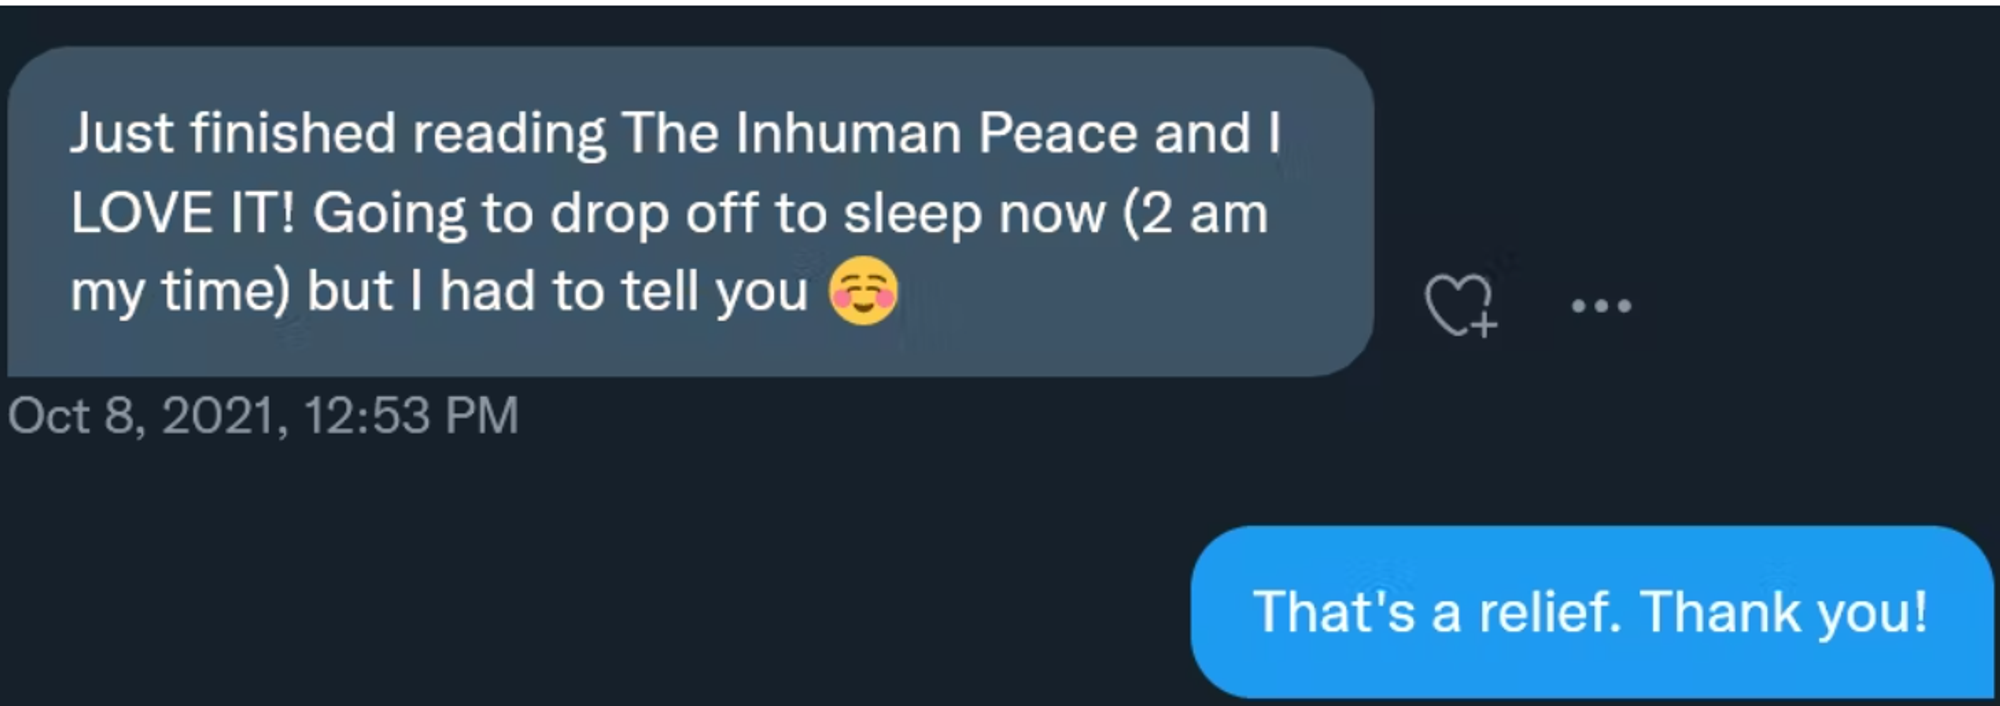 Just finished reading The Inhuman Peace and I
LOVE IT! Going to drop off to sleep now (2 am
my time) but I had to tell you ☺️
Oct 8, 2021, 12:53 PM
That's a relief. Thank you!